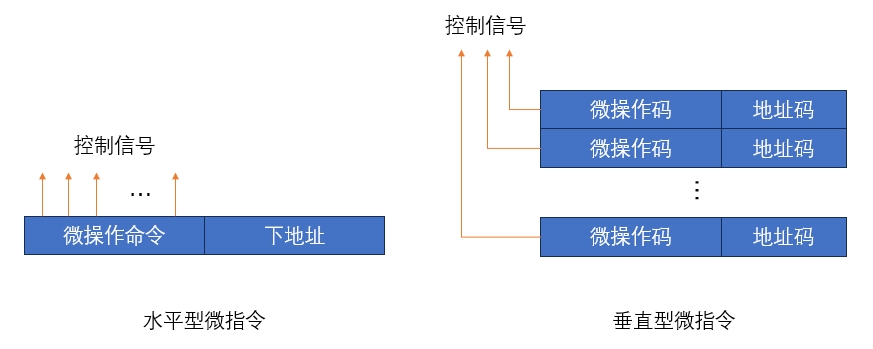 控制信号
…
微操作命令 下地址
水平型微指令
控制信号
微操作码 地址码
微操作码 地址码
⋮
微操作码 地址码
垂直型微指令